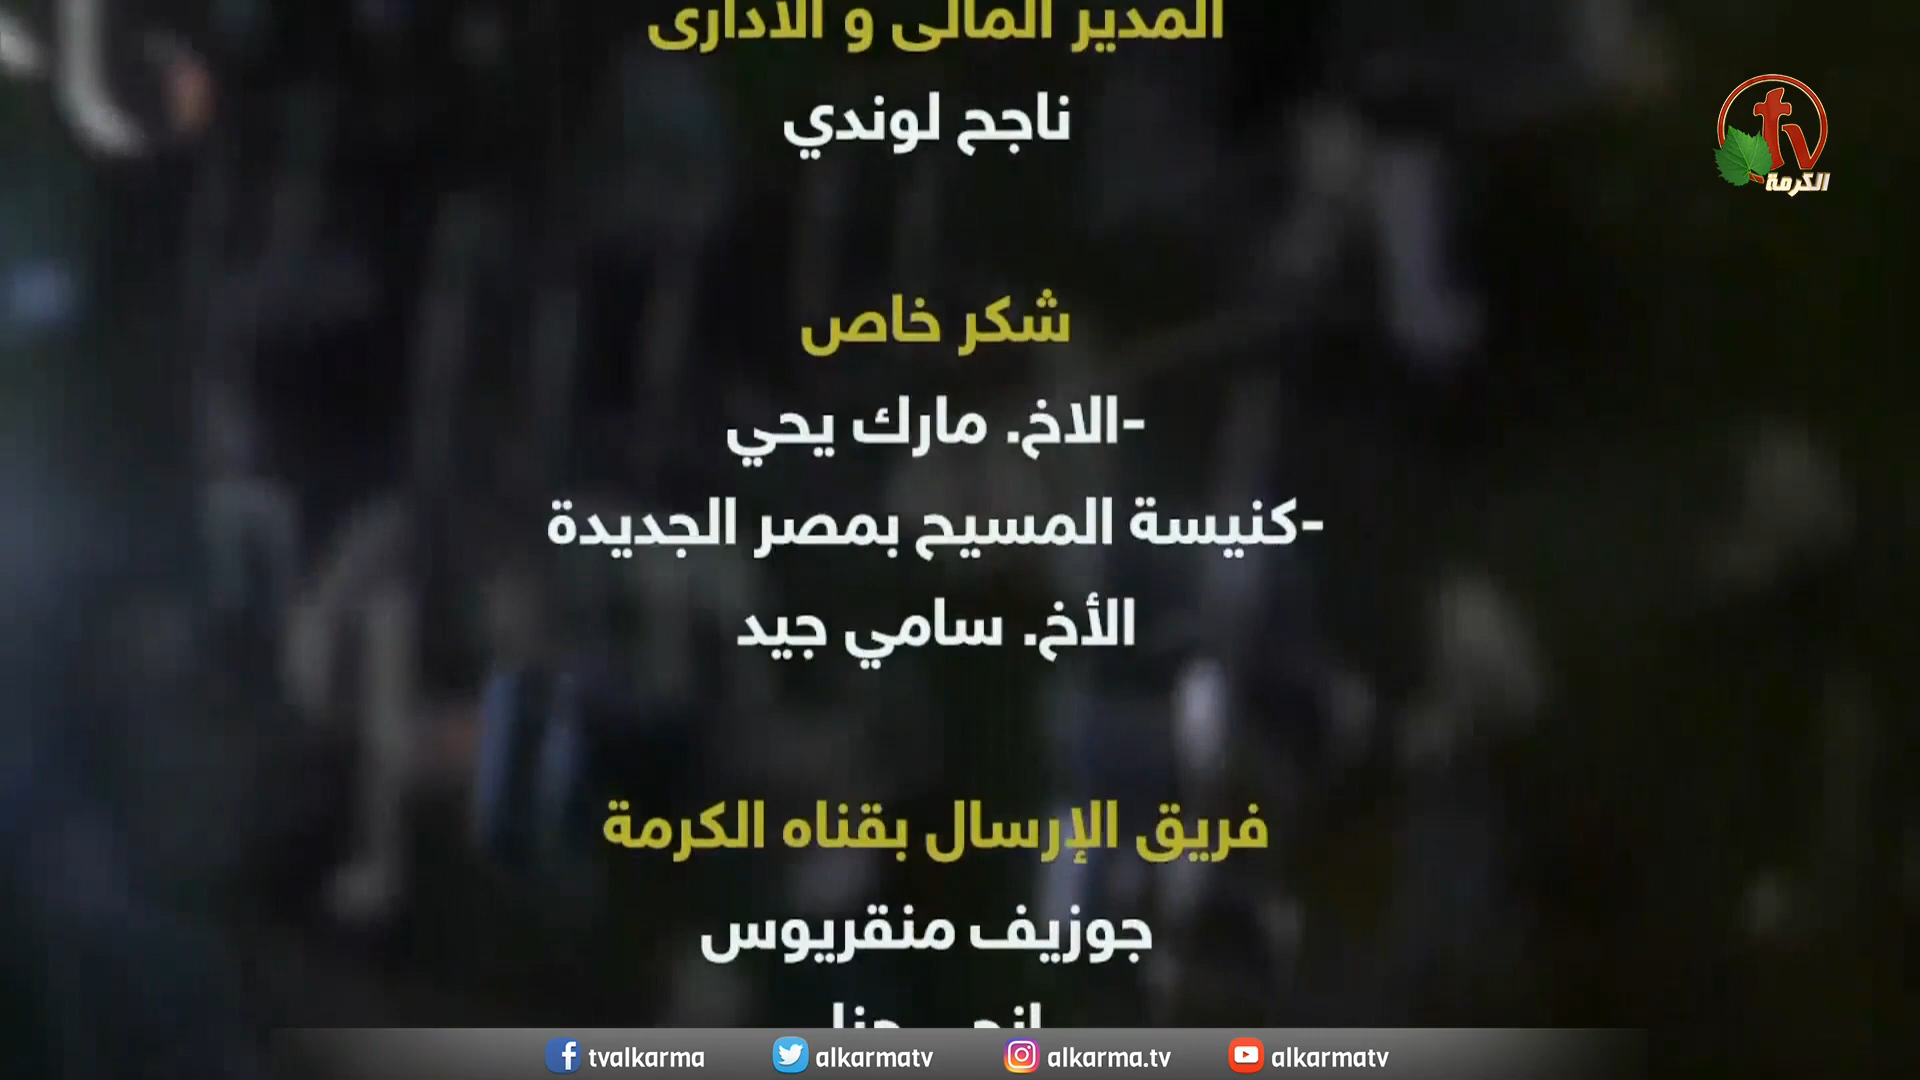 المدير المالى و الادارى
ناجح لوندي
tv
الكرمة
شكر خاص
-الاخ. مارك يحي
-كنيسة المسيح بمصر الجديدة
الأخ. سامي جيد
فريق الإرسال بقناه الكرمة
جوزيف منقريوس
tvalkarma
alkarmatv
alkarma.tv
alkarmatv